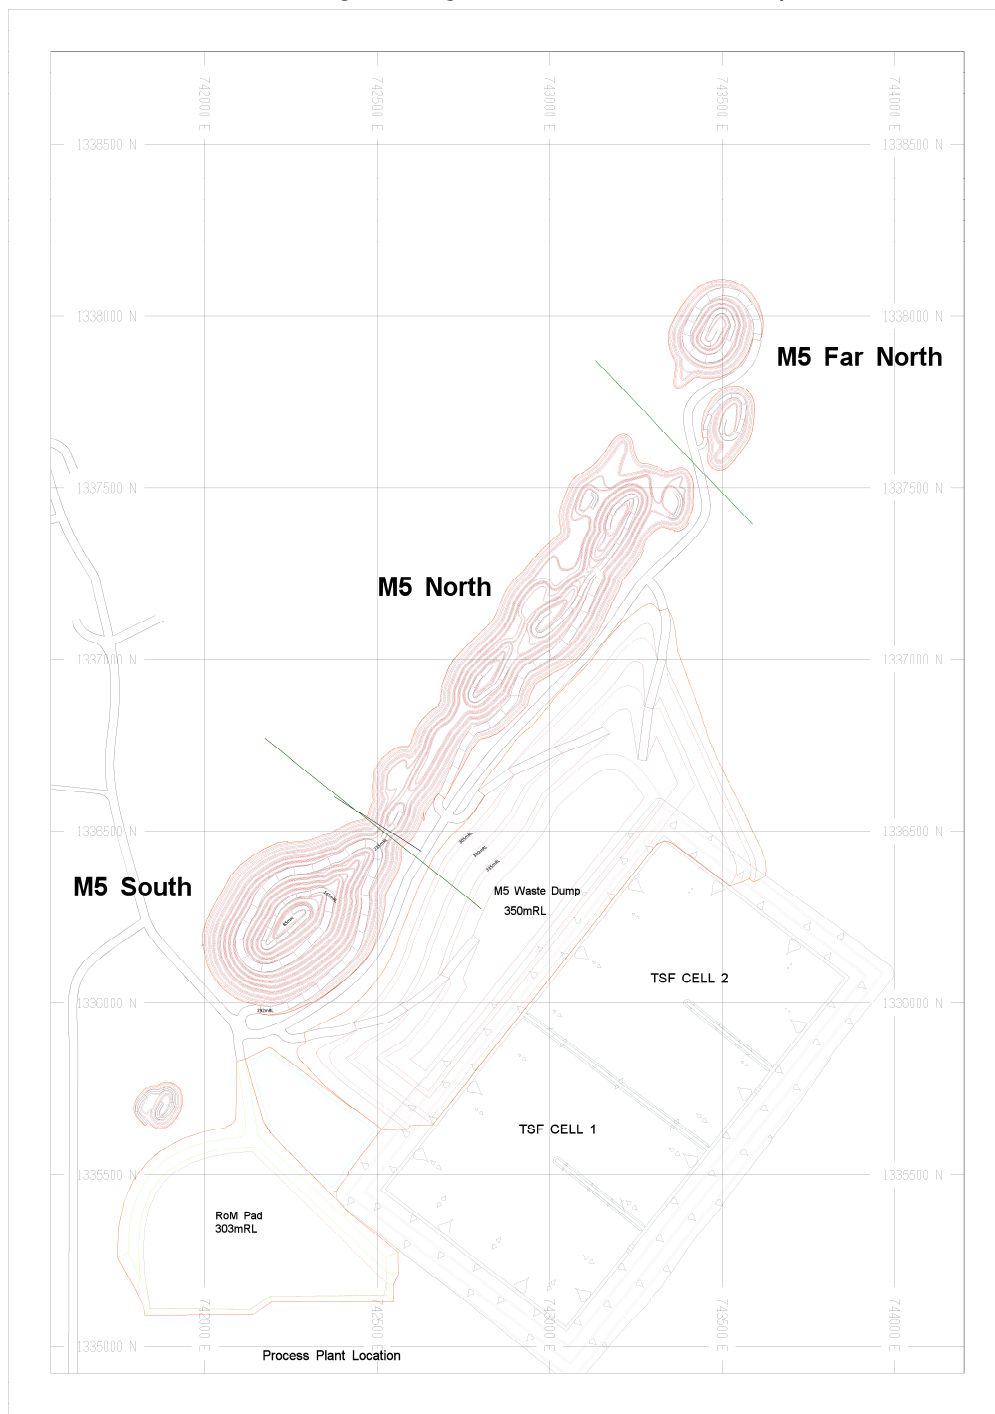 742000 E
742500 E
743000 E
743500 E
744000 E
1338500 N
1338500 N
1338000 N
1338000 N
M5 Far North
1337500 N
1337500 N
M5 North
1337000 N
1337000 N
1336500 N
1336500 N
M5 South
M5 Waste Dump
350mRL
TSF CELL 2
1336000 N
1336000 N
TSF CELL 1
1335500 N
1335500 N
RoM Pad
303mRL
742000 E
742500 E
743000 E
743500 E
744000 E
1335000 N
1335000 N
Process Plant Location